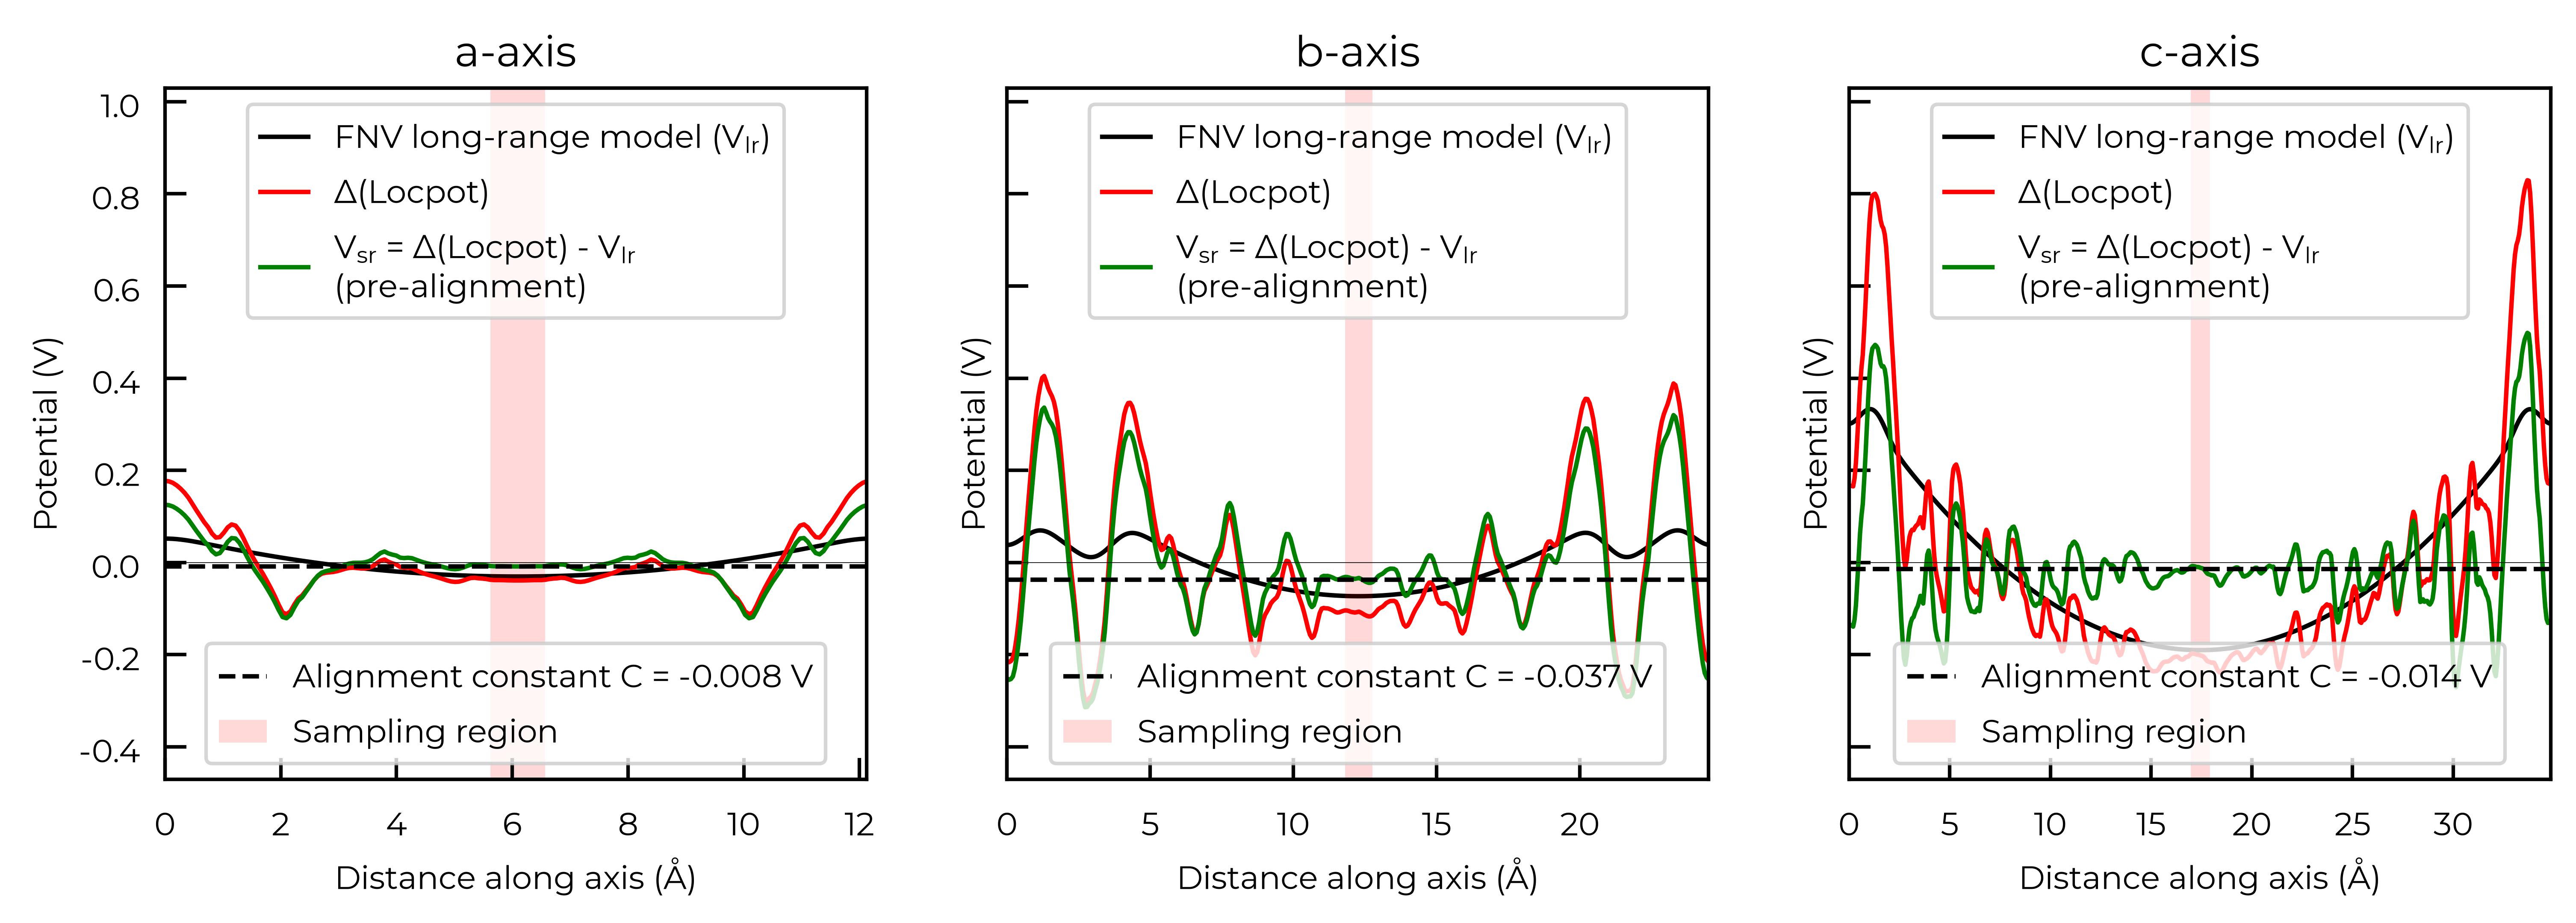 a-axis
b-axis
c-axis
FNV long-range model (Vlr)
Δ(Locpot)
Vsr = Δ(Locpot) - Vlr
(pre-alignment)
Alignment constant C = -0.008 V
Sampling region
1.0
0.8
0.6
0.4
0.2
0.0
-0.2
-0.4
Potential (V)
0 2 4 6 8 10 12
Distance along axis (Å)
FNV long-range model (Vlr)
Δ(Locpot)
Vsr = Δ(Locpot) - Vlr
(pre-alignment)
Alignment constant C = -0.037 V
Sampling region
Potential (V)
0 5 10 15 20
Distance along axis (Å)
FNV long-range model (Vlr)
Δ(Locpot)
Vsr = Δ(Locpot) - Vlr
(pre-alignment)
Alignment constant C = -0.014 V
Sampling region
Potential (V)
0 5 10 15 20 25 30
Distance along axis (Å)